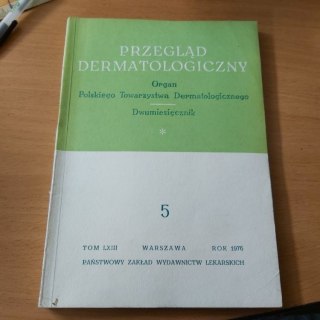 PRZEGLĄD
DERMATOLOGICZNY
Organ
Polskiego Towarzystwa Dermatologicznego
Dwumiesięcznik
*
5
TOM LXIII WARSZAWA ROK 1976
PAŃSTWOWY ZAKŁAD WYDAWNICTW LEKARSKICH